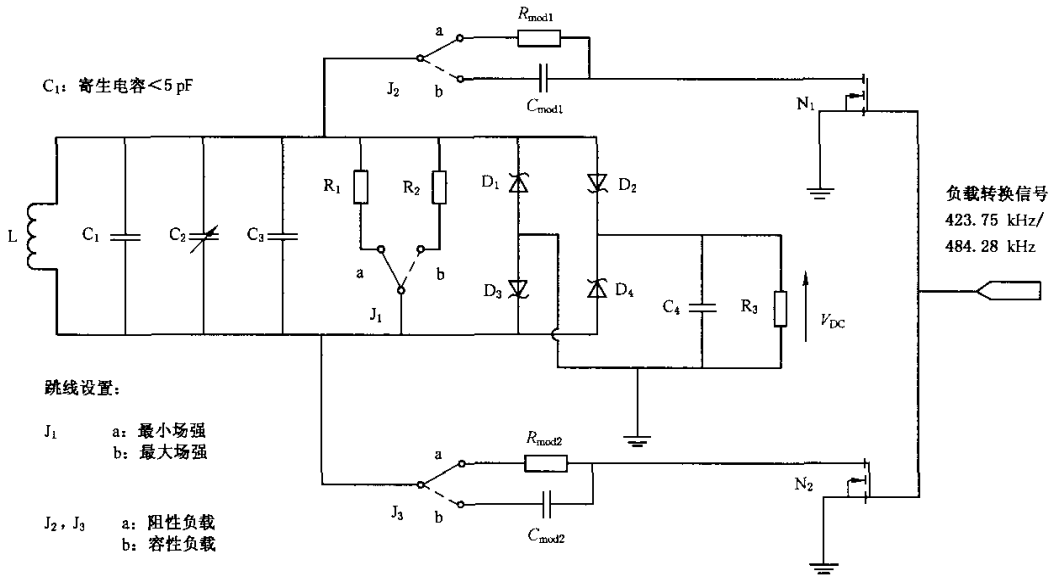 R_mod1
a
b
J₂
C_mod1
N₁
C₁：寄生电容＜5 pF
L
C₁
C₂
C₃
R₁
R₂
a
b
J₁
D₁
D₂
D₃
D₄
C₄
R₃
V_DC
负载转换信号
423.75 kHz/
484.28 kHz
跳线设置：
J₁ a：最小场强
b：最大场强
J₂，J₃ a：阻性负载
b：容性负载
R_mod2
a
b
J₃
C_mod2
N₂